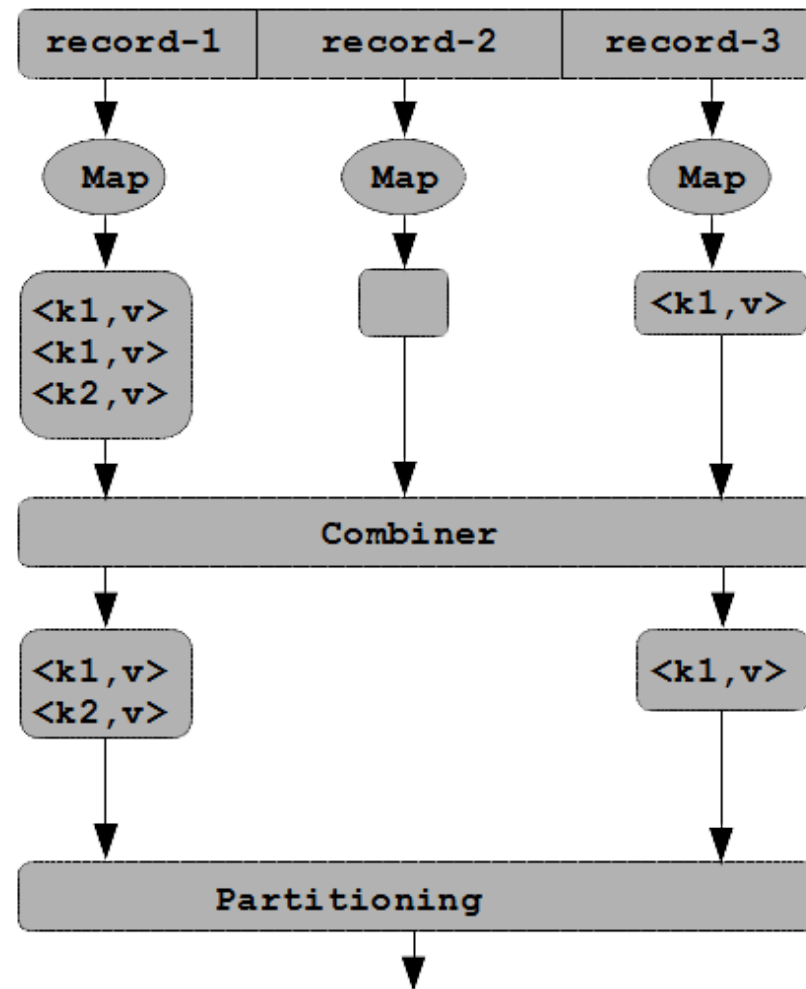 record-1 record-2 record-3
Map Map Map
<k1,v>
<k1,v>
<k2,v>
<k1,v>
Combiner
<k1,v>
<k2,v>
<k1,v>
Partitioning